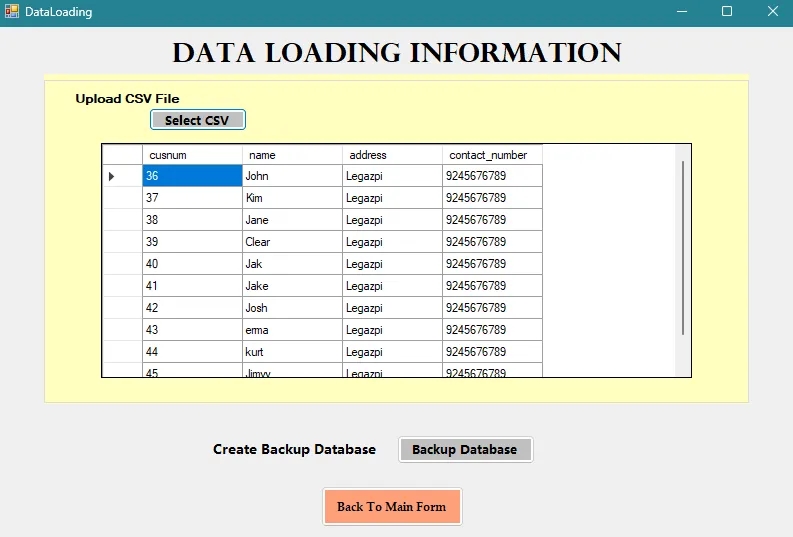 DataLoading
DATA LOADING INFORMATION
Upload CSV File
Select CSV
cusnum name address contact_number
36 John Legazpi 9245676789
37 Kim Legazpi 9245676789
38 Jane Legazpi 9245676789
39 Clear Legazpi 9245676789
40 Jak Legazpi 9245676789
41 Jake Legazpi 9245676789
42 Josh Legazpi 9245676789
43 erma Legazpi 9245676789
44 kurt Legazpi 9245676789
45 Legazpi 9245676789
Create Backup Database Backup Database
Back To Main Form